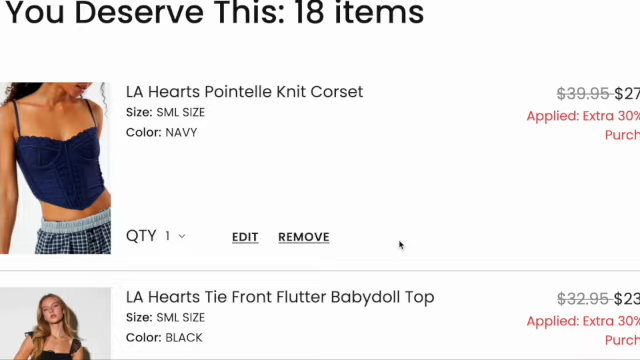 You Deserve This: 18 items
LA Hearts Pointelle Knit Corset
$39.95 $27
Size: SML SIZE
Applied: Extra 30%
Color: NAVY
Purch
QTY 1
EDIT
REMOVE
LA Hearts Tie Front Flutter Babydoll Top
$32.95 $23
Size: SML SIZE
Applied: Extra 30%
Color: BLACK
Purch